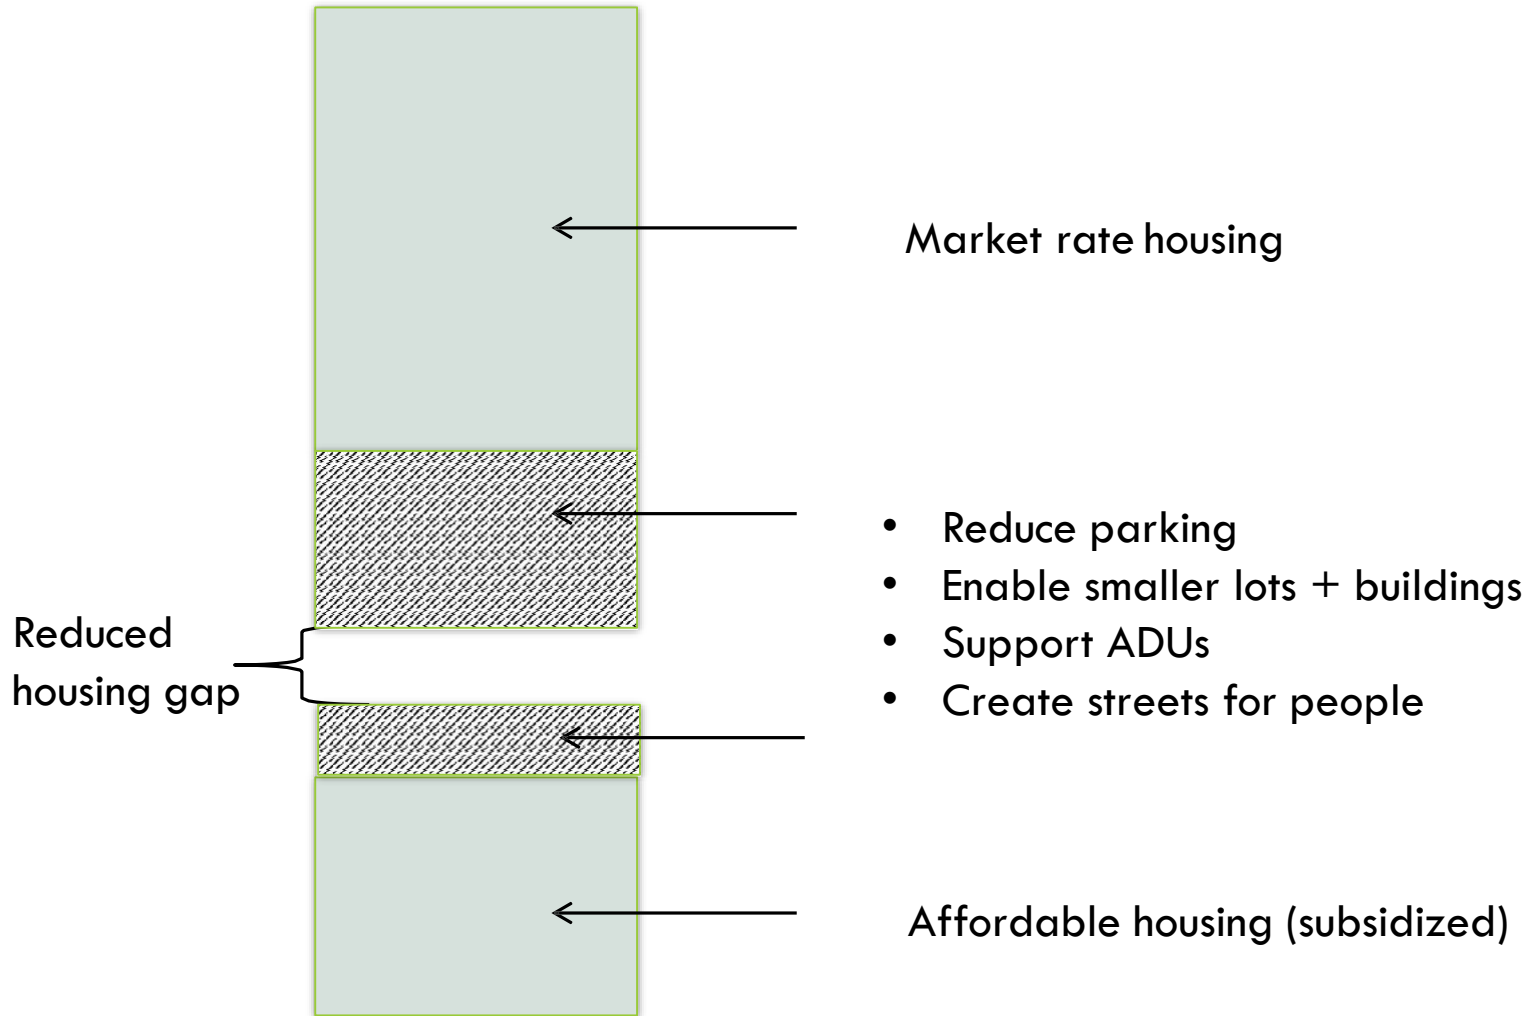 Market rate housing
• Reduce parking
• Enable smaller lots + buildings
• Support ADUs
• Create streets for people
Reduced
housing gap
Affordable housing (subsidized)